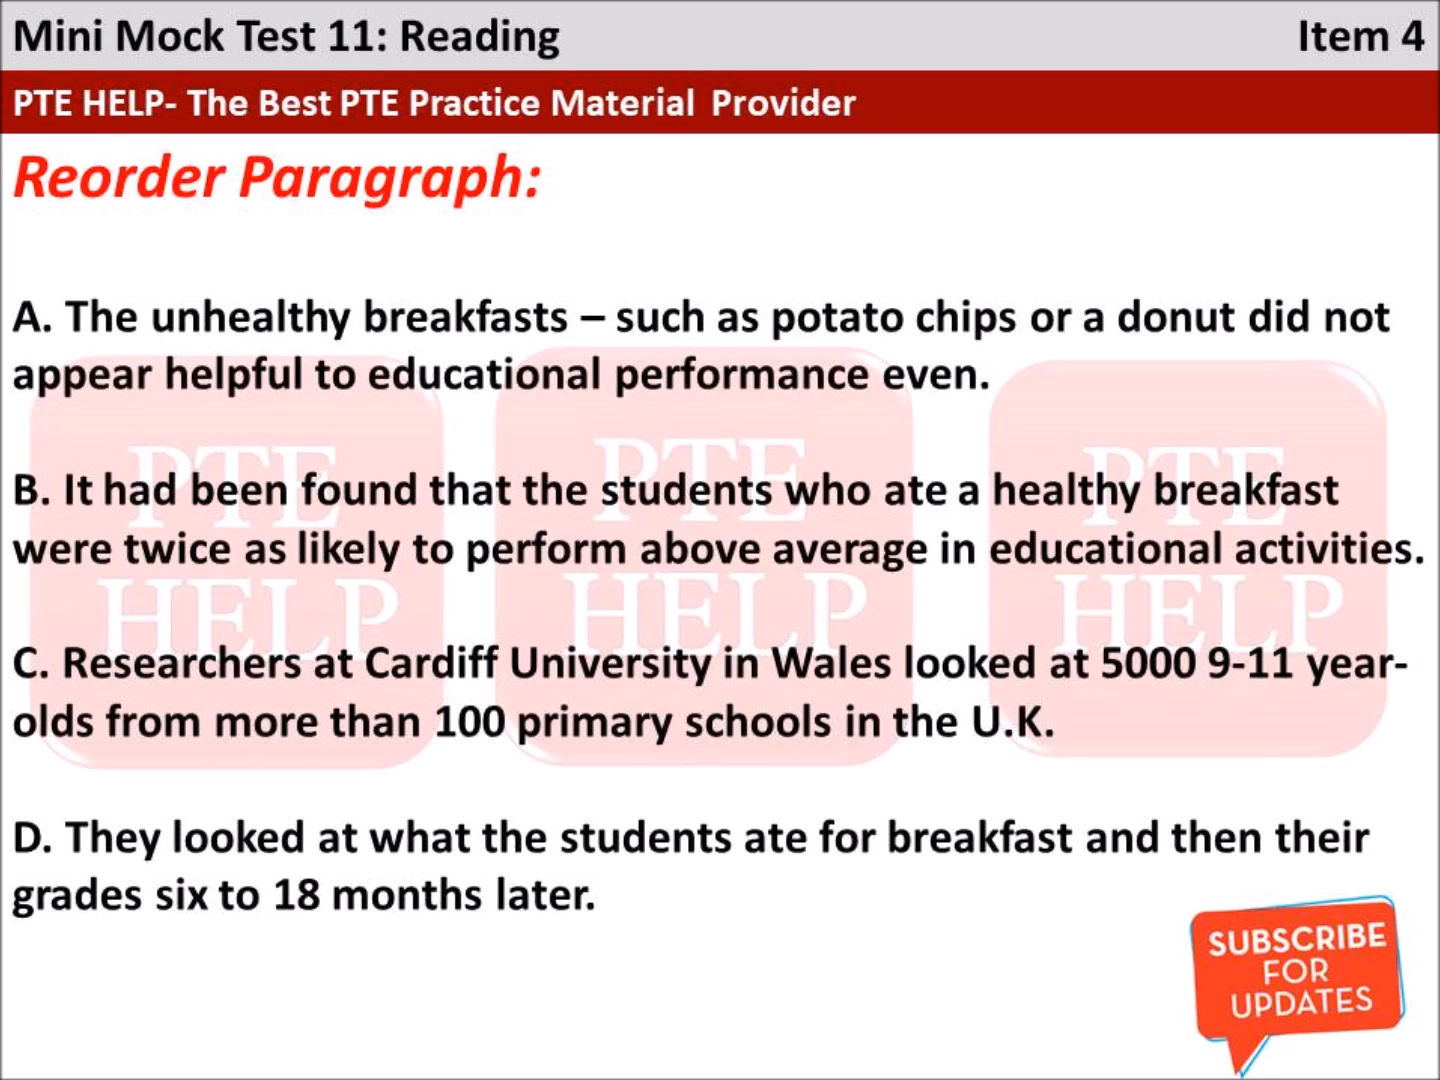 Mini Mock Test 11: Reading
Item 4
PTE HELP- The Best PTE Practice Material Provider
Reorder Paragraph:
A. The unhealthy breakfasts – such as potato chips or a donut did not
appear helpful to educational performance even.
B. It had been found that the students who ate a healthy breakfast
were twice as likely to perform above average in educational activities.
C. Researchers at Cardiff University in Wales looked at 5000 9-11 year-
olds from more than 100 primary schools in the U.K.
D. They looked at what the students ate for breakfast and then their
grades six to 18 months later.
PTE
HELP
PTE
HELP
PTE
HELP
SUBSCRIBE
FOR
UPDATES